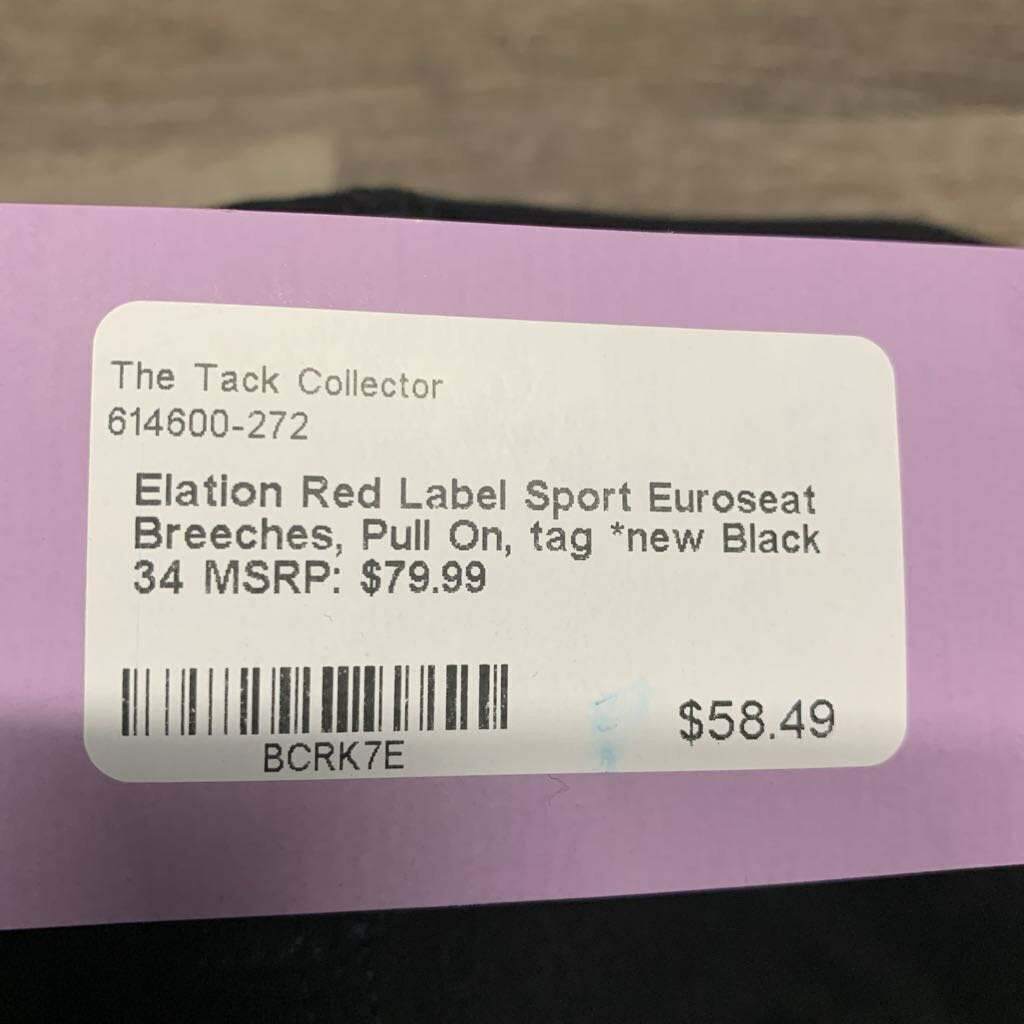 The Tack Collector
614600-272
Elation Red Label Sport Euroseat
Breeches, Pull On, tag *new Black
34 MSRP: $79.99
BCRK7E
$58.49